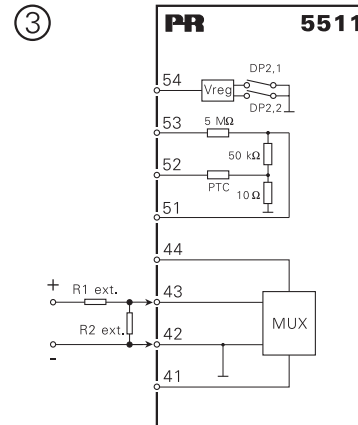 3
PR 5511
54
Vreg
DP2,1
DP2,2
53
5 MΩ
50 kΩ
52
PTC
10 Ω
51
44
+
R1 ext.
43
R2 ext.
MUX
42
-
41